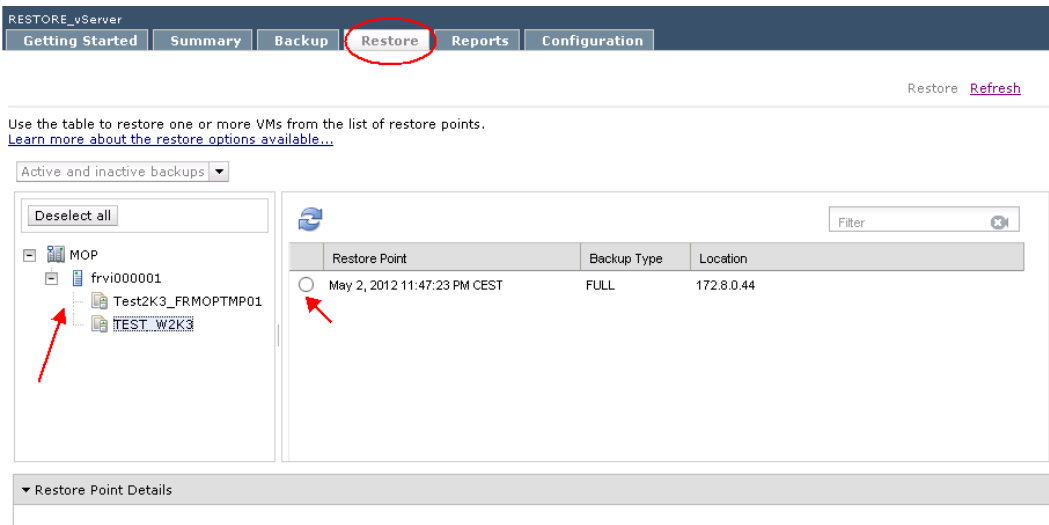 RESTORE_vServer
Getting Started Summary Backup Restore Reports Configuration
Restore Refresh
Use the table to restore one or more VMs from the list of restore points.
Learn more about the restore options available...
Active and inactive backups
Deselect all
Filter
MOP
frvi000001
Test2K3_FRMOPTMP01
TEST_W2K3
Restore Point Backup Type Location
May 2, 2012 11:47:23 PM CEST FULL 172.8.0.44
Restore Point Details